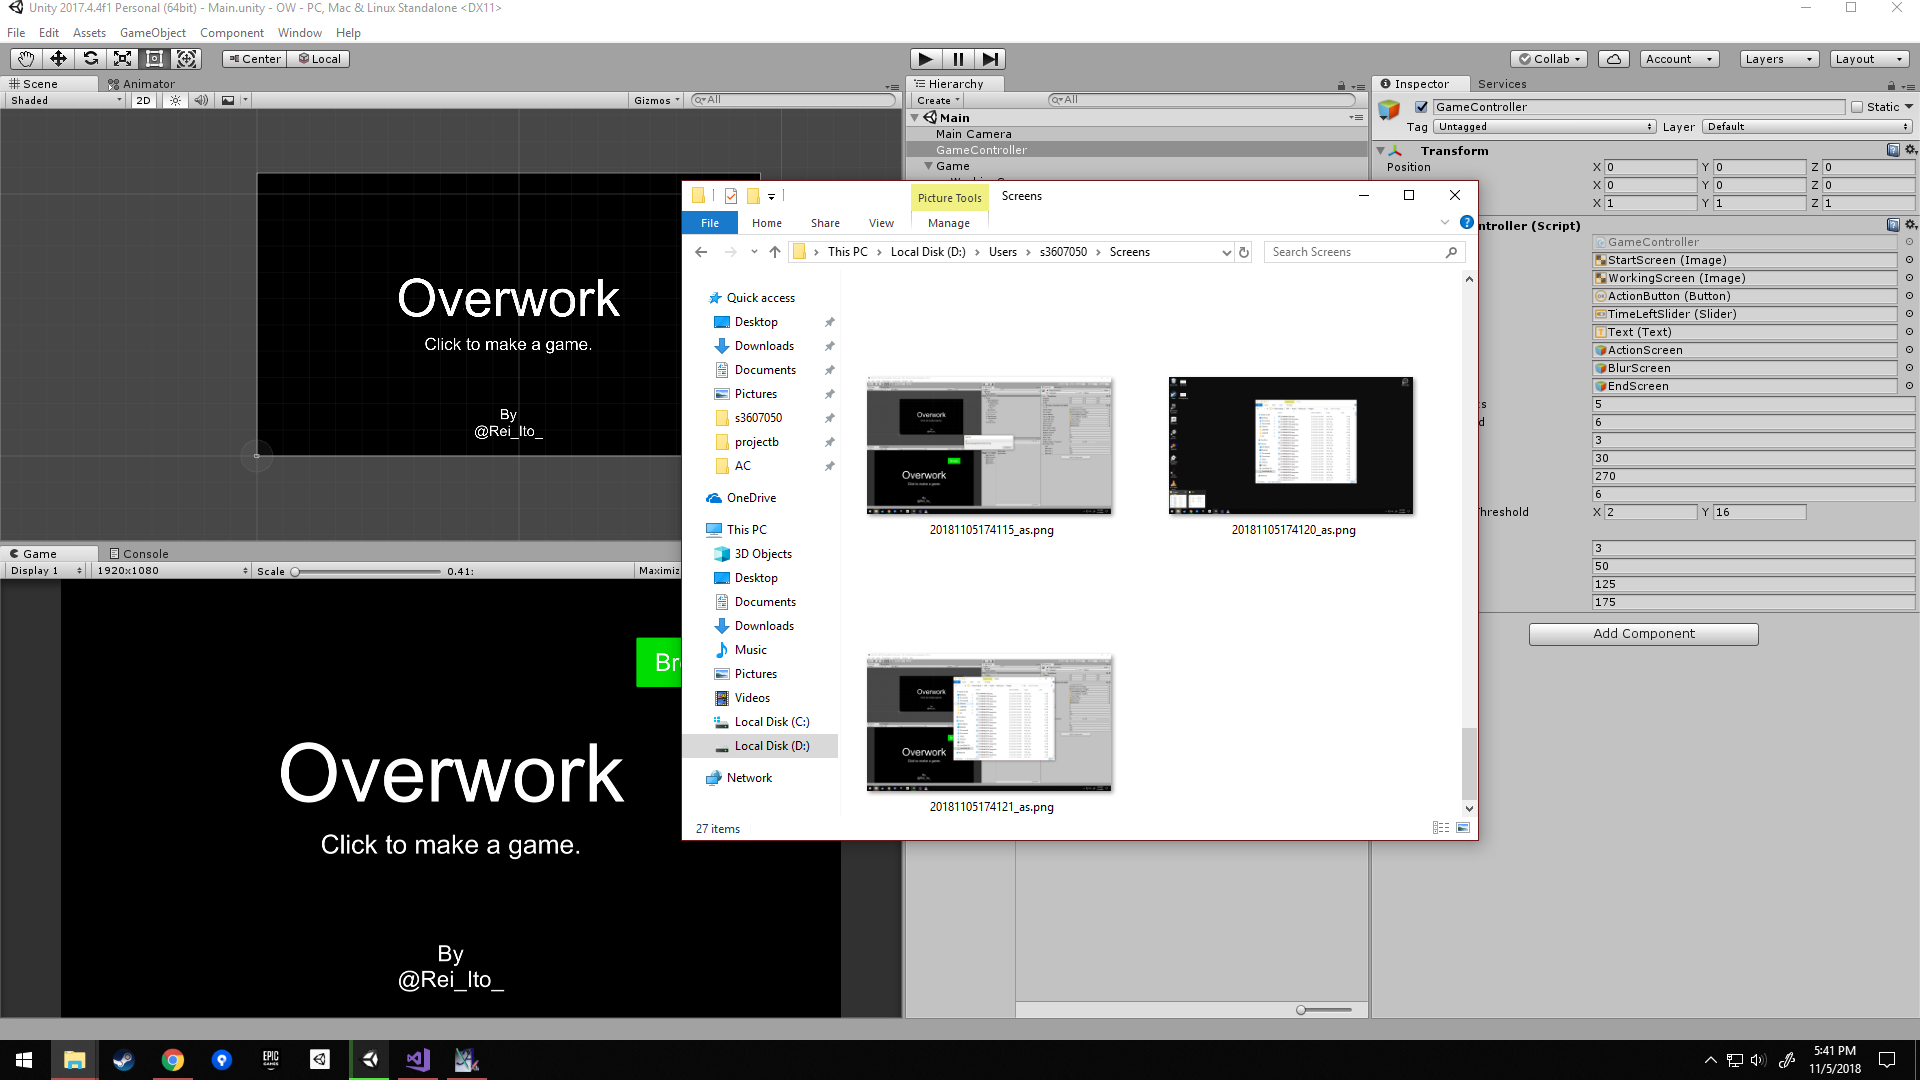 Unity 2017.4.4f1 Personal (64bit) - Main.unity - OW - PC, Mac & Linux Standalone <DX11>
File Edit Assets GameObject Component Window Help
Center Local
Collab Account Layers Layout
Scene Animator
Shaded 2D Gizmos All
Overwork
Click to make a game.
By
@Rei_Ito_
Game Console
Display 1 1920x1080 Scale 0.41: Maximiz
Overwork
Click to make a game.
By
@Rei_Ito_
Hierarchy
Create All
Main
Main Camera
GameController
Game
Picture Tools Screens
File Home Share View Manage
This PC Local Disk (D:) Users s3607050 Screens
Search Screens
Quick access
Desktop
Downloads
Documents
Pictures
s3607050
projectb
AC
OneDrive
This PC
3D Objects
Desktop
Documents
Downloads
Music
Pictures
Videos
Local Disk (C:)
Local Disk (D:)
Network
Overwork
Overwork
20181105174115_as.png
20181105174120_as.png
Overwork
Overwork
20181105174121_as.png
27 items
Inspector Services
GameController Static
Tag Untagged Layer Default
Transform
Position X 0 Y 0 Z 0
X 0 Y 0 Z 0
X 1 Y 1 Z 1
ntroller (Script)
GameController
StartScreen (Image)
WorkingScreen (Image)
ActionButton (Button)
TimeLeftSlider (Slider)
Text (Text)
ActionScreen
BlurScreen
EndScreen
5
6
3
30
270
6
hreshold X 2 Y 16
3
50
125
175
Add Component
EPIC GAMES
5:41 PM
11/5/2018